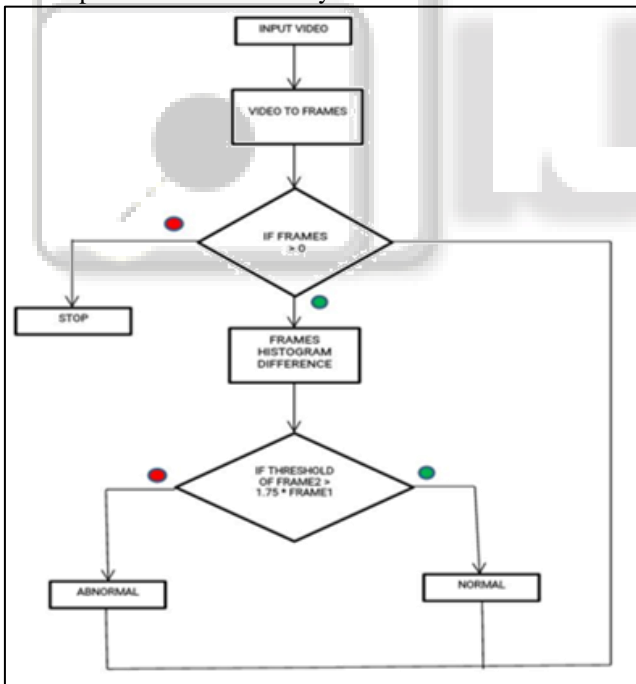 INPUT VIDEO
VIDEO TO FRAMES
IF FRAMES
> 0
STOP
FRAMES
HISTOGRAM
DIFFERENCE
IF THRESHOLD
OF FRAME2 >
1.75 * FRAME1
ABNORMAL
NORMAL